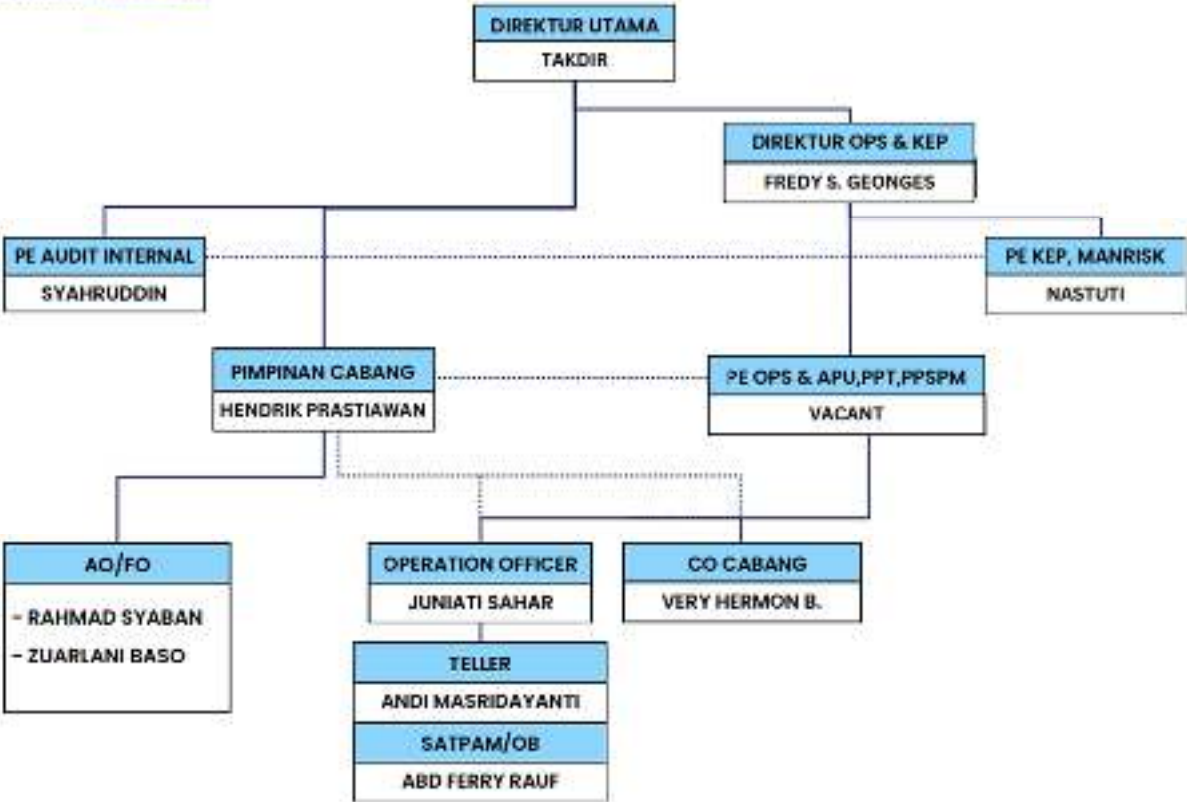 DIREKTUR UTAMA
TAKDIR
DIREKTUR OPS & KEP
FREDY S. GEONGES
PE AUDIT INTERNAL
SYAHRUDDIN
PE KEP, MANRISK
NASTUTI
PIMPINAN CABANG
HENDRIK PRASTIAWAN
PE OPS & APU,PPT,PPSPM
VACANT
AO/FO
- RAHMAD SYABAN
- ZUARLANI BASO
OPERATION OFFICER
JUNIATI SAHAR
CO CABANG
VERY HERMON B.
TELLER
ANDI MASRIDAYANTI
SATPAM/OB
ABD FERRY RAUF